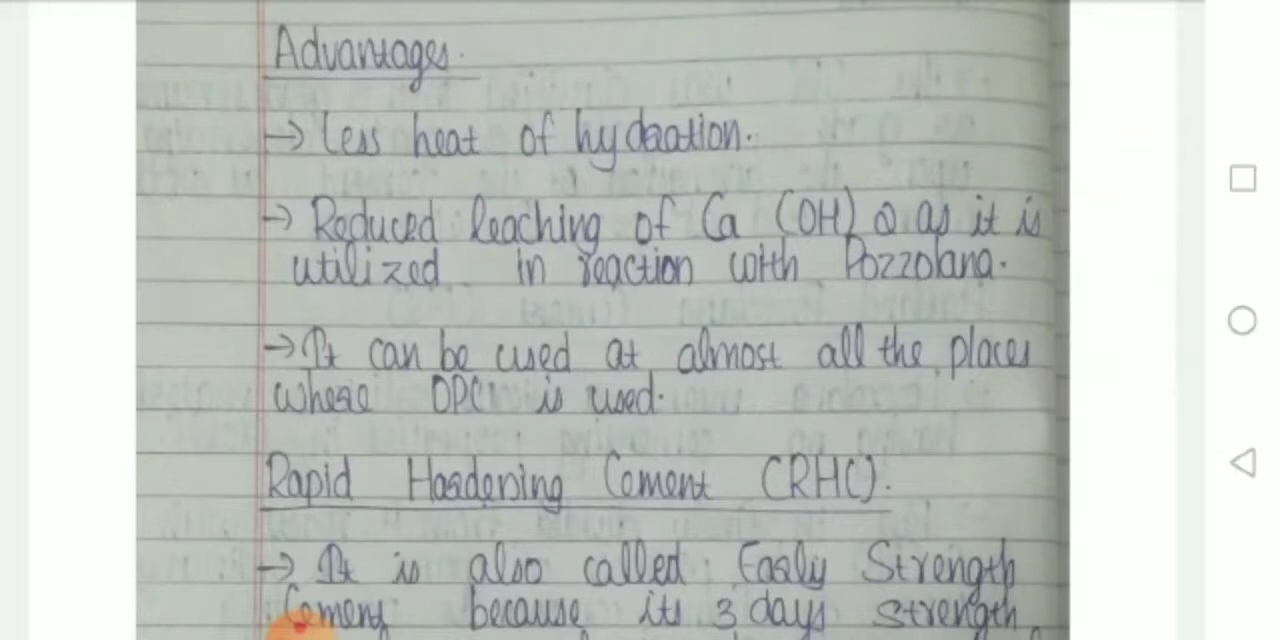 Advantages.
→ Less heat of hydration.
→ Reduced leaching of Ca (OH) 2 as it is
utilized in reaction with Pozzolana.
→ It can be used at almost all the places
where OPC is used.
Rapid Hardening Cement (RHC).
→ It is also called Early Strength
Cement because its 3 days strength